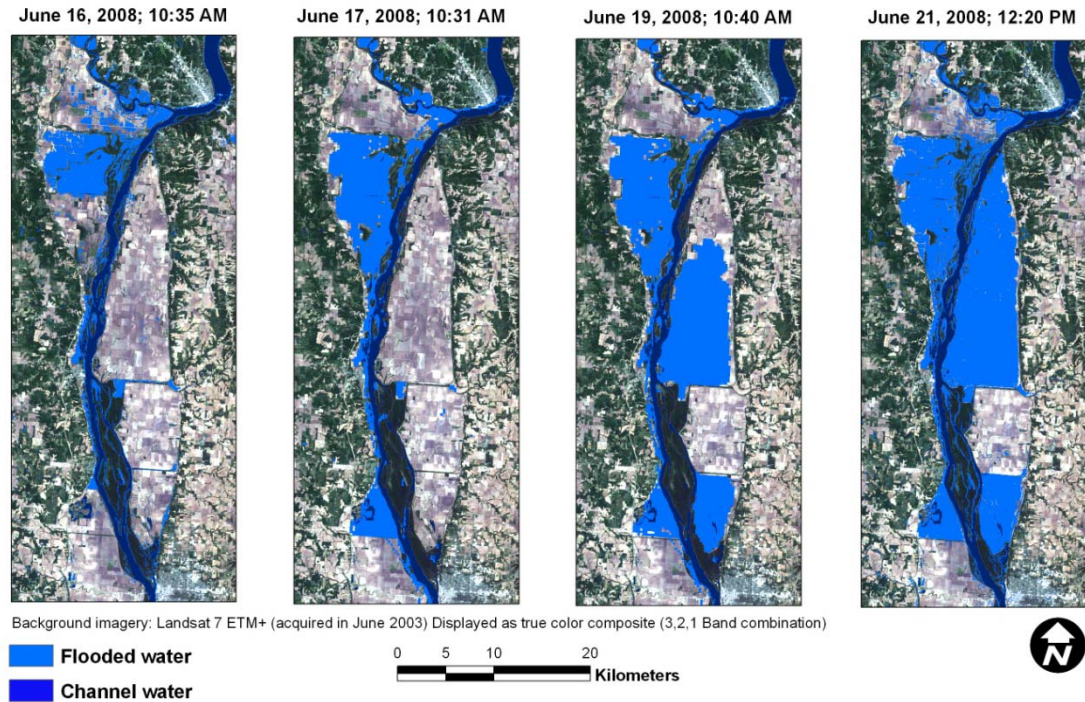 June 16, 2008; 10:35 AM
June 17, 2008; 10:31 AM
June 19, 2008; 10:40 AM
June 21, 2008; 12:20 PM
Background imagery: Landsat 7 ETM+ (acquired in June 2003) Displayed as true color composite (3,2,1 Band combination)
Flooded water
Channel water
0 5 10 20
Kilometers
N